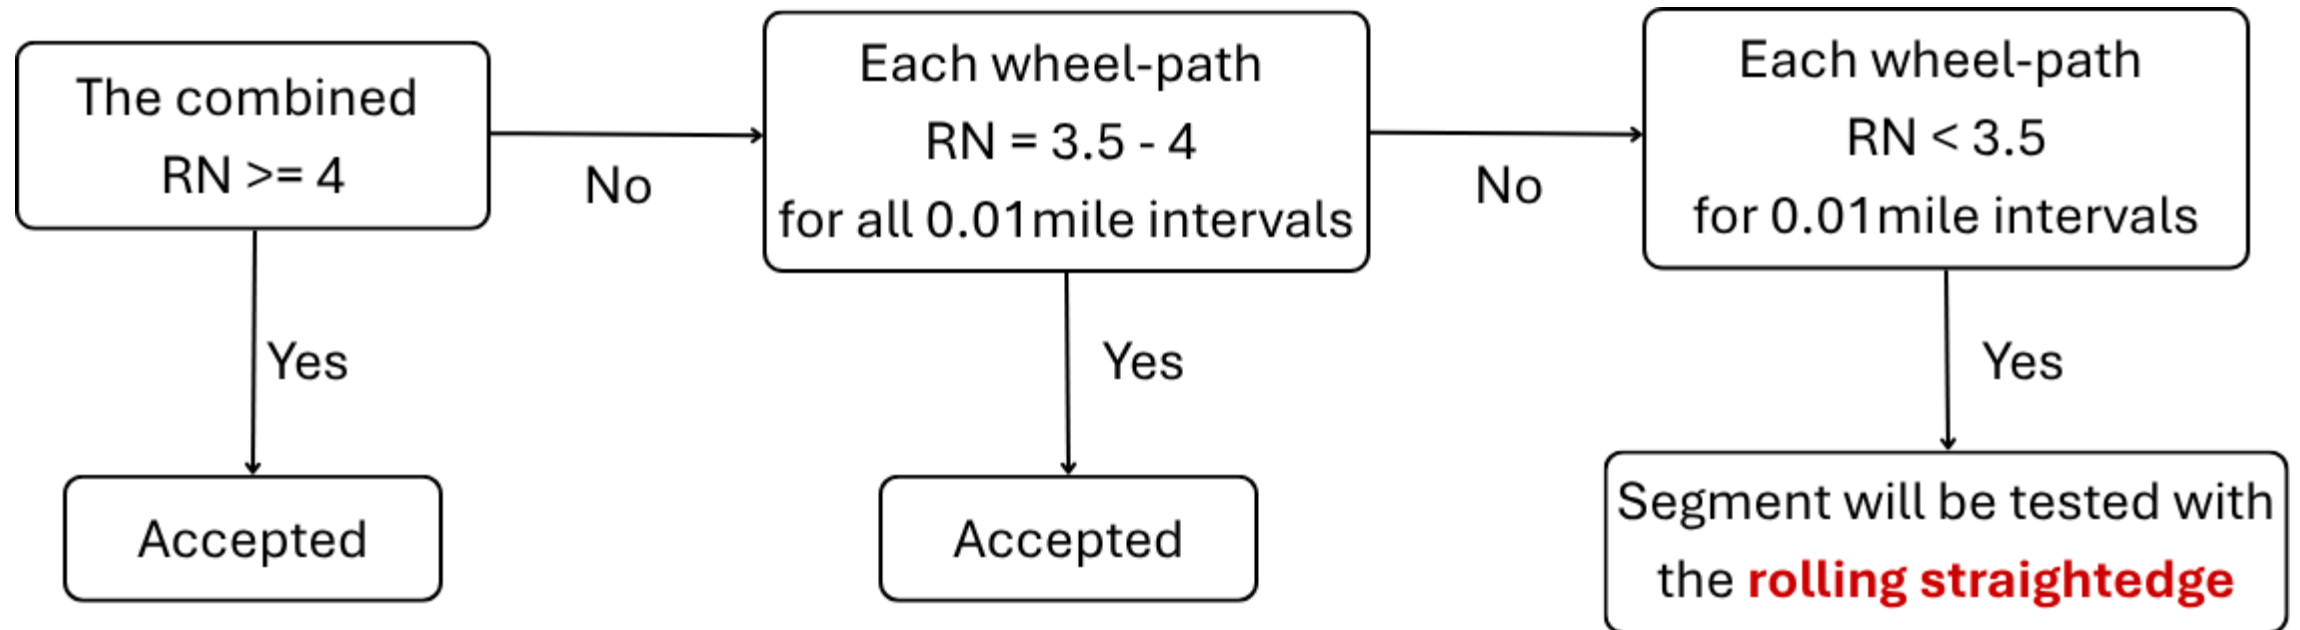 The combined
RN >= 4
No
Each wheel-path
RN = 3.5 - 4
for all 0.01mile intervals
No
Each wheel-path
RN < 3.5
for 0.01mile intervals
Yes
Yes
Yes
Accepted
Accepted
Segment will be tested with
the rolling straightedge